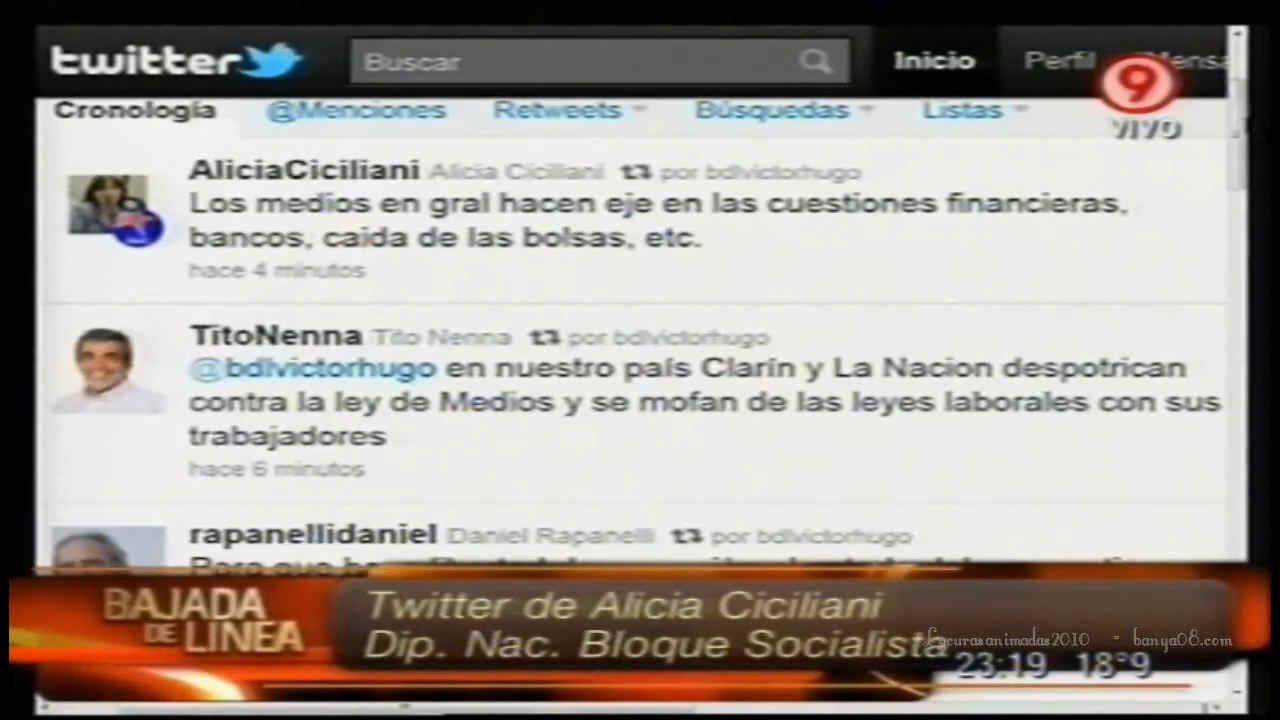 twitter
Buscar
Inicio
Perfil
9
VIVO
Cronología @Menciones Retweets Búsquedas Listas
AliciaCiciliani Alicia Ciciliani por bdlvictorhugo
Los medios en gral hacen eje en las cuestiones financieras,
bancos, caida de las bolsas, etc.
hace 4 minutos
TitoNenna Tito Nenna por bdlvictorhugo
@bdlvictorhugo en nuestro país Clarín y La Nacion despotrican
contra la ley de Medios y se mofan de las leyes laborales con sus
trabajadores
hace 6 minutos
rapanellidaniel Daniel Rapanelli por bdlvictorhugo
BAJADA
DE LINEA
Twitter de Alicia Ciciliani
Dip. Nac. Bloque Socialista
Locurasanimadas2010 - banya08.com
23:19 18°9